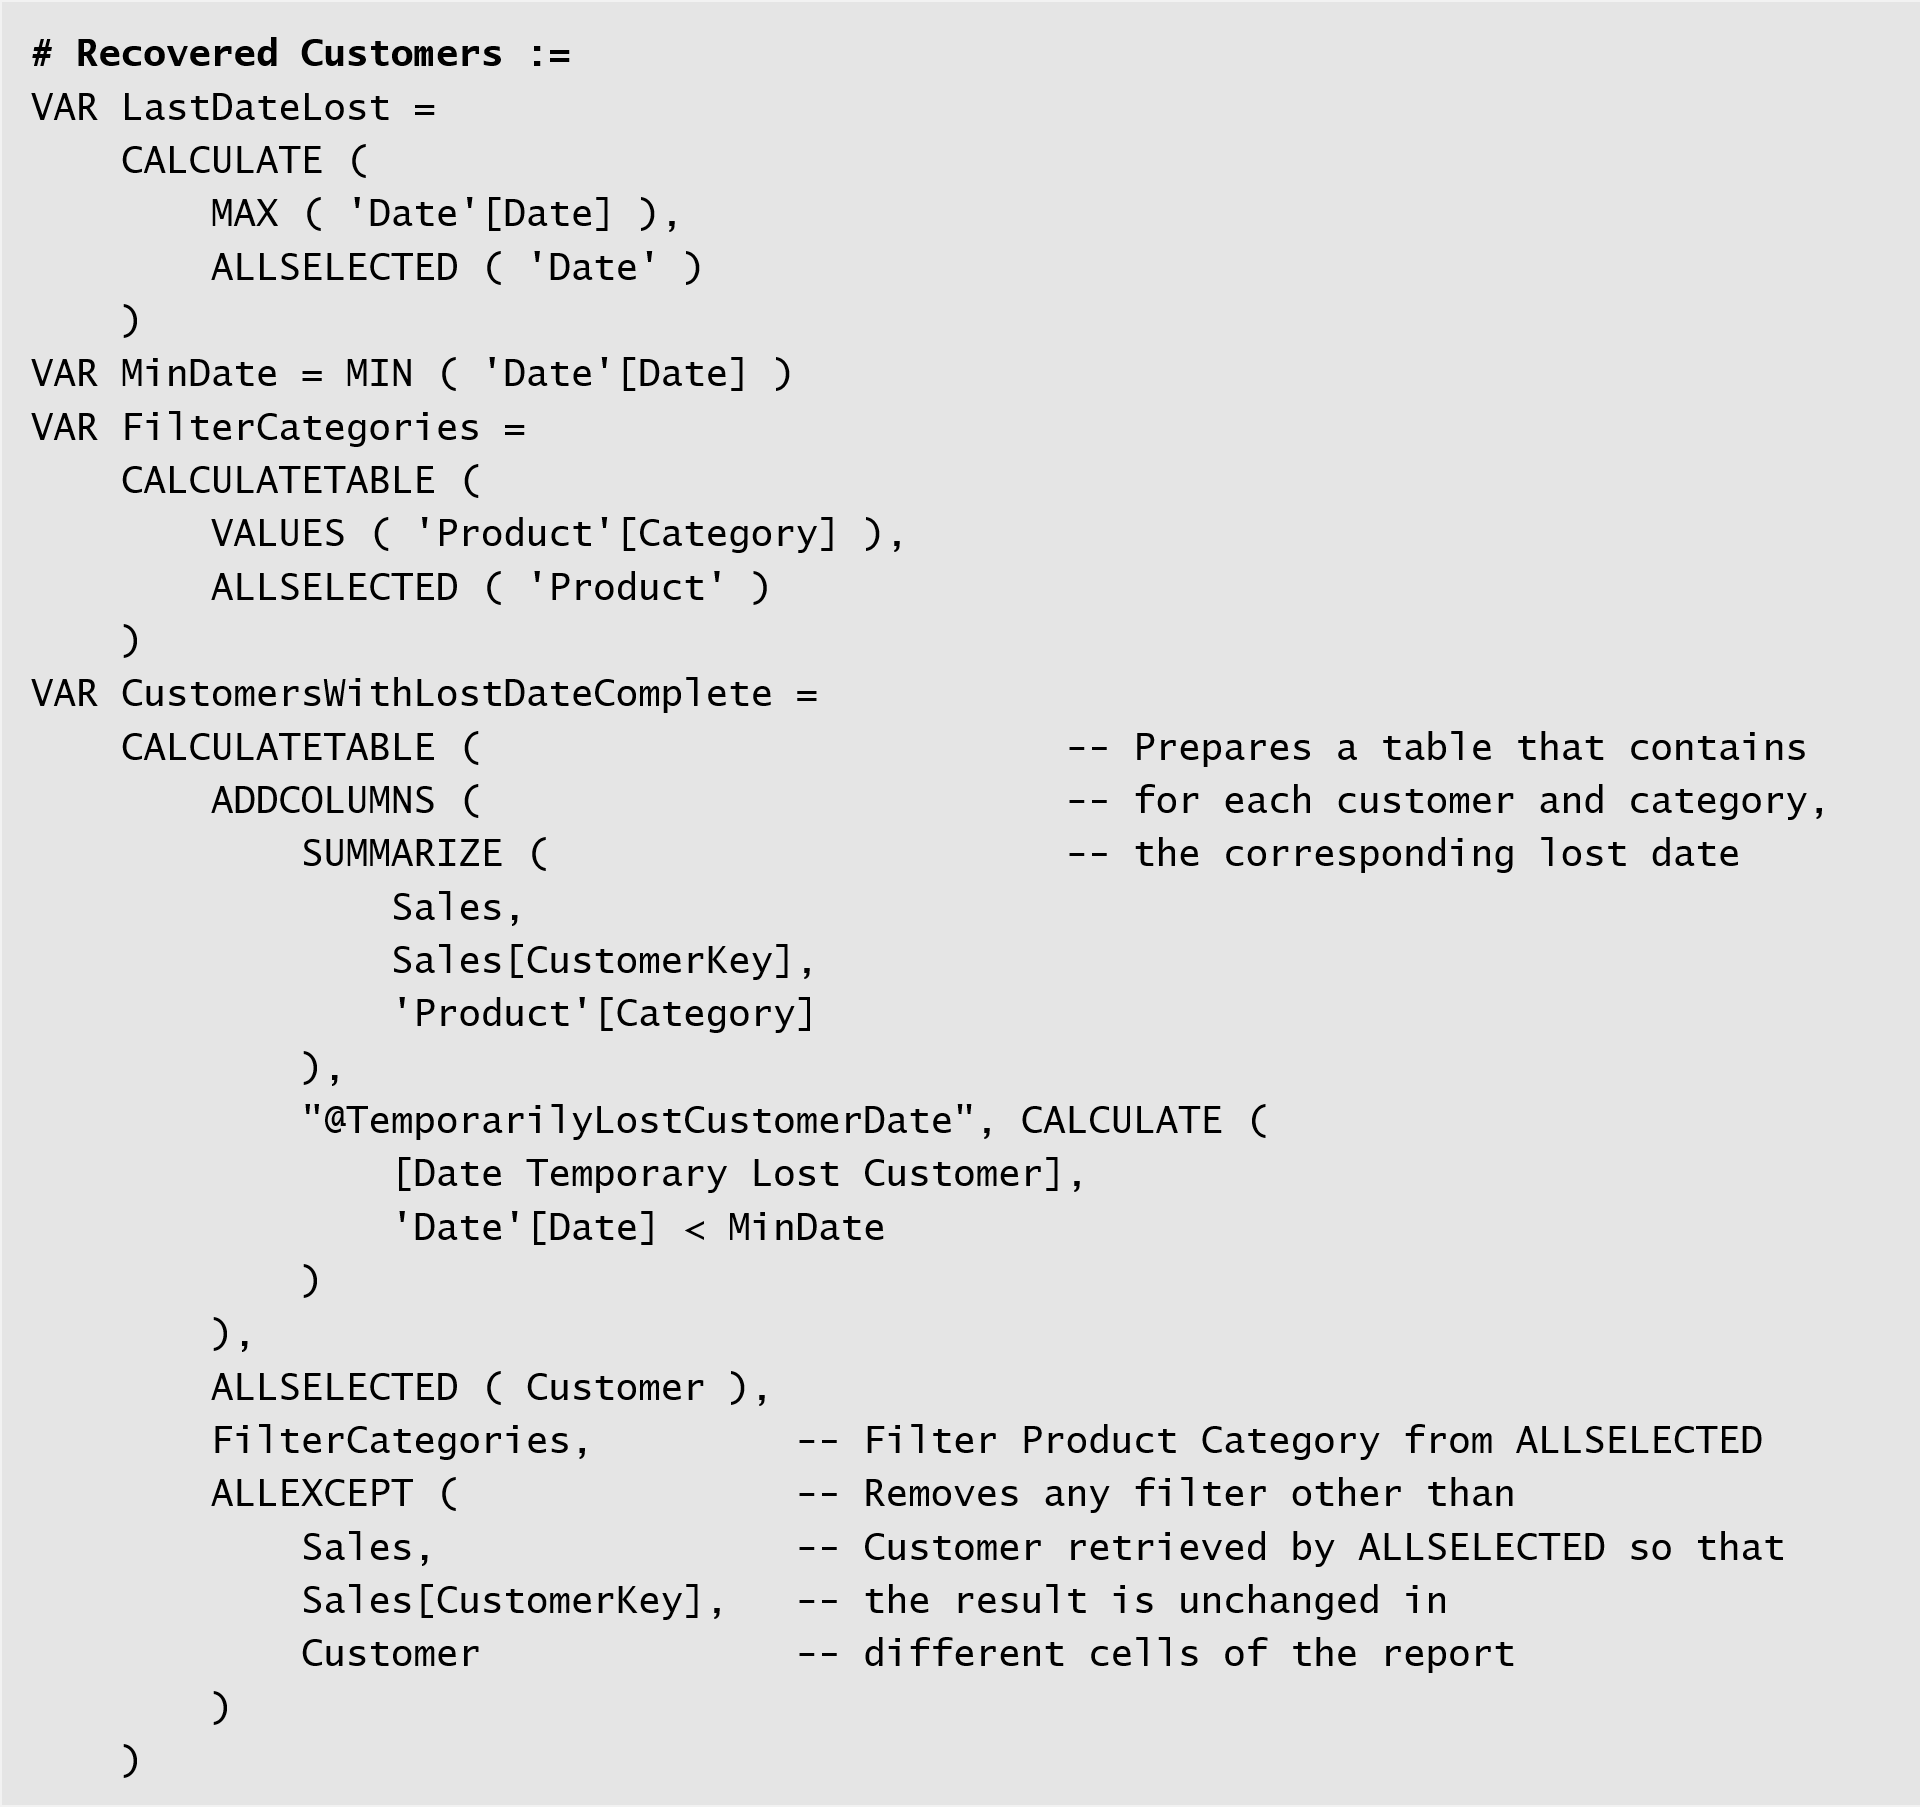 # Recovered Customers :=
VAR LastDateLost =
    CALCULATE (
        MAX ( 'Date'[Date] ),
        ALLSELECTED ( 'Date' )
    )
VAR MinDate = MIN ( 'Date'[Date] )
VAR FilterCategories =
    CALCULATETABLE (
        VALUES ( 'Product'[Category] ),
        ALLSELECTED ( 'Product' )
    )
VAR CustomersWithLostDateComplete =
    CALCULATETABLE (                          -- Prepares a table that contains
        ADDCOLUMNS (                          -- for each customer and category,
            SUMMARIZE (                       -- the corresponding lost date
                Sales,
                Sales[CustomerKey],
                'Product'[Category]
            ),
            "@TemporarilyLostCustomerDate", CALCULATE (
                [Date Temporary Lost Customer],
                'Date'[Date] < MinDate
            )
        ),
        ALLSELECTED ( Customer ),
        FilterCategories,         -- Filter Product Category from ALLSELECTED
        ALLEXCEPT (               -- Removes any filter other than
            Sales,                -- Customer retrieved by ALLSELECTED so that
            Sales[CustomerKey],   -- the result is unchanged in
            Customer              -- different cells of the report
        )
    )